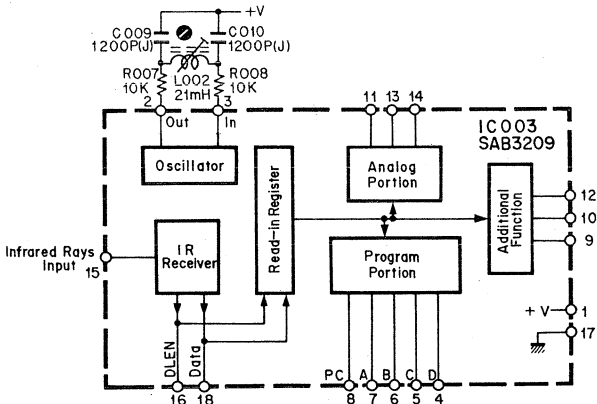 +V
C009
1200P(J)
C010
1200P(J)
R007
10K
L002
21mH
R008
10K
2
Out
3
In
11
13
14
IC003
SAB3209
Oscillator
Read-In Register
Analog
Portion
Additional
Function
12
10
9
Infrared Rays
Input
15
IR
Receiver
Program
Portion
+V
1
17
DLEN
Data
PC
A
B
C
D
16
18
8
7
6
5
4